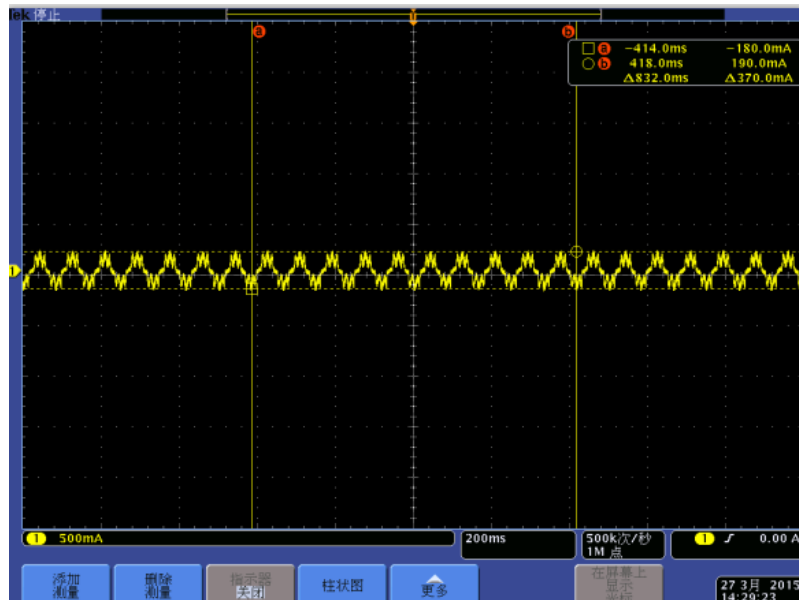 Tek 停止
a
b
a -414.0ms -180.0mA
b 418.0ms 190.0mA
Δ832.0ms Δ370.0mA
1
1 500mA
200ms
500k次/秒
1M 点
1 0.00 A
添加
测量
删除
测量
指示器
关闭
柱状图
更多
在屏幕上
显示
27 3月 2015
14:29:23